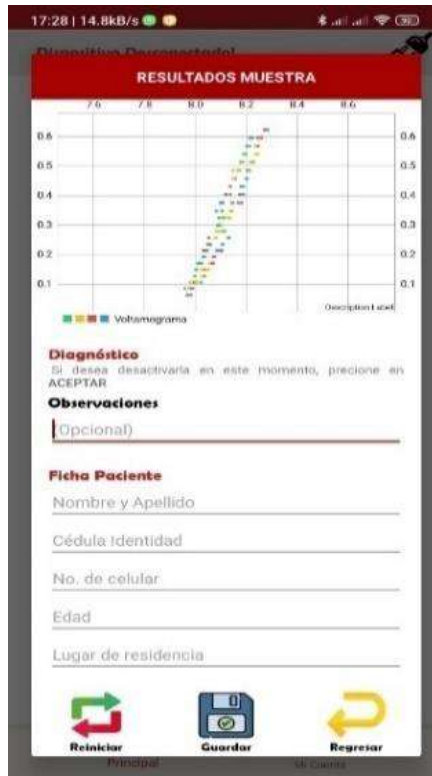 17:28 | 14.8kB/s
Dispositivo Desconectado!
RESULTADOS MUESTRA
7.6 7.8 8.0 8.2 8.4 8.6
0.6 0.6
0.5 0.5
0.4 0.4
0.3 0.3
0.2 0.2
0.1 0.1
Description Label
Voltamograma
Diagnóstico
Si desea desactivarla en este momento, precione en
ACEPTAR
Observaciones
(Opcional)
Ficha Paciente
Nombre y Apellido
Cédula Identidad
No. de celular
Edad
Lugar de residencia
Reiniciar Guardar Regresar
Principal Mi Cuenta